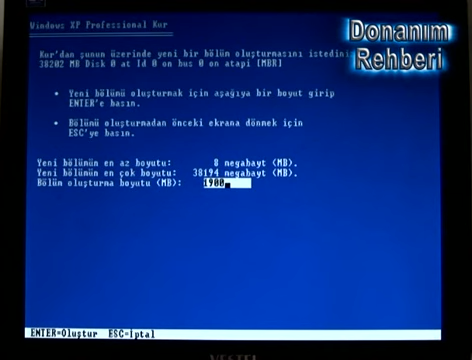 Windows XP Professional Kur
Donanım
Rehberi
Kur'dan şunun üzerinde yeni bir bölüm oluşturmasını istedini
38202 MB Disk 0 at Id 0 on bus 0 on atapi [MBR]
• Yeni bölümü oluşturmak için aşağıya bir boyut girip
ENTER'e basın.
• Bölümü oluşturmadan önceki ekrana dönmek için
ESC'ye basın.
Yeni bölümün en az boyutu: 8 megabayt (MB).
Yeni bölümün en çok boyutu: 38194 megabayt (MB).
Bölüm oluşturma boyutu (MB): 1900
ENTER=Oluştur ESC=İptal
VESTEL